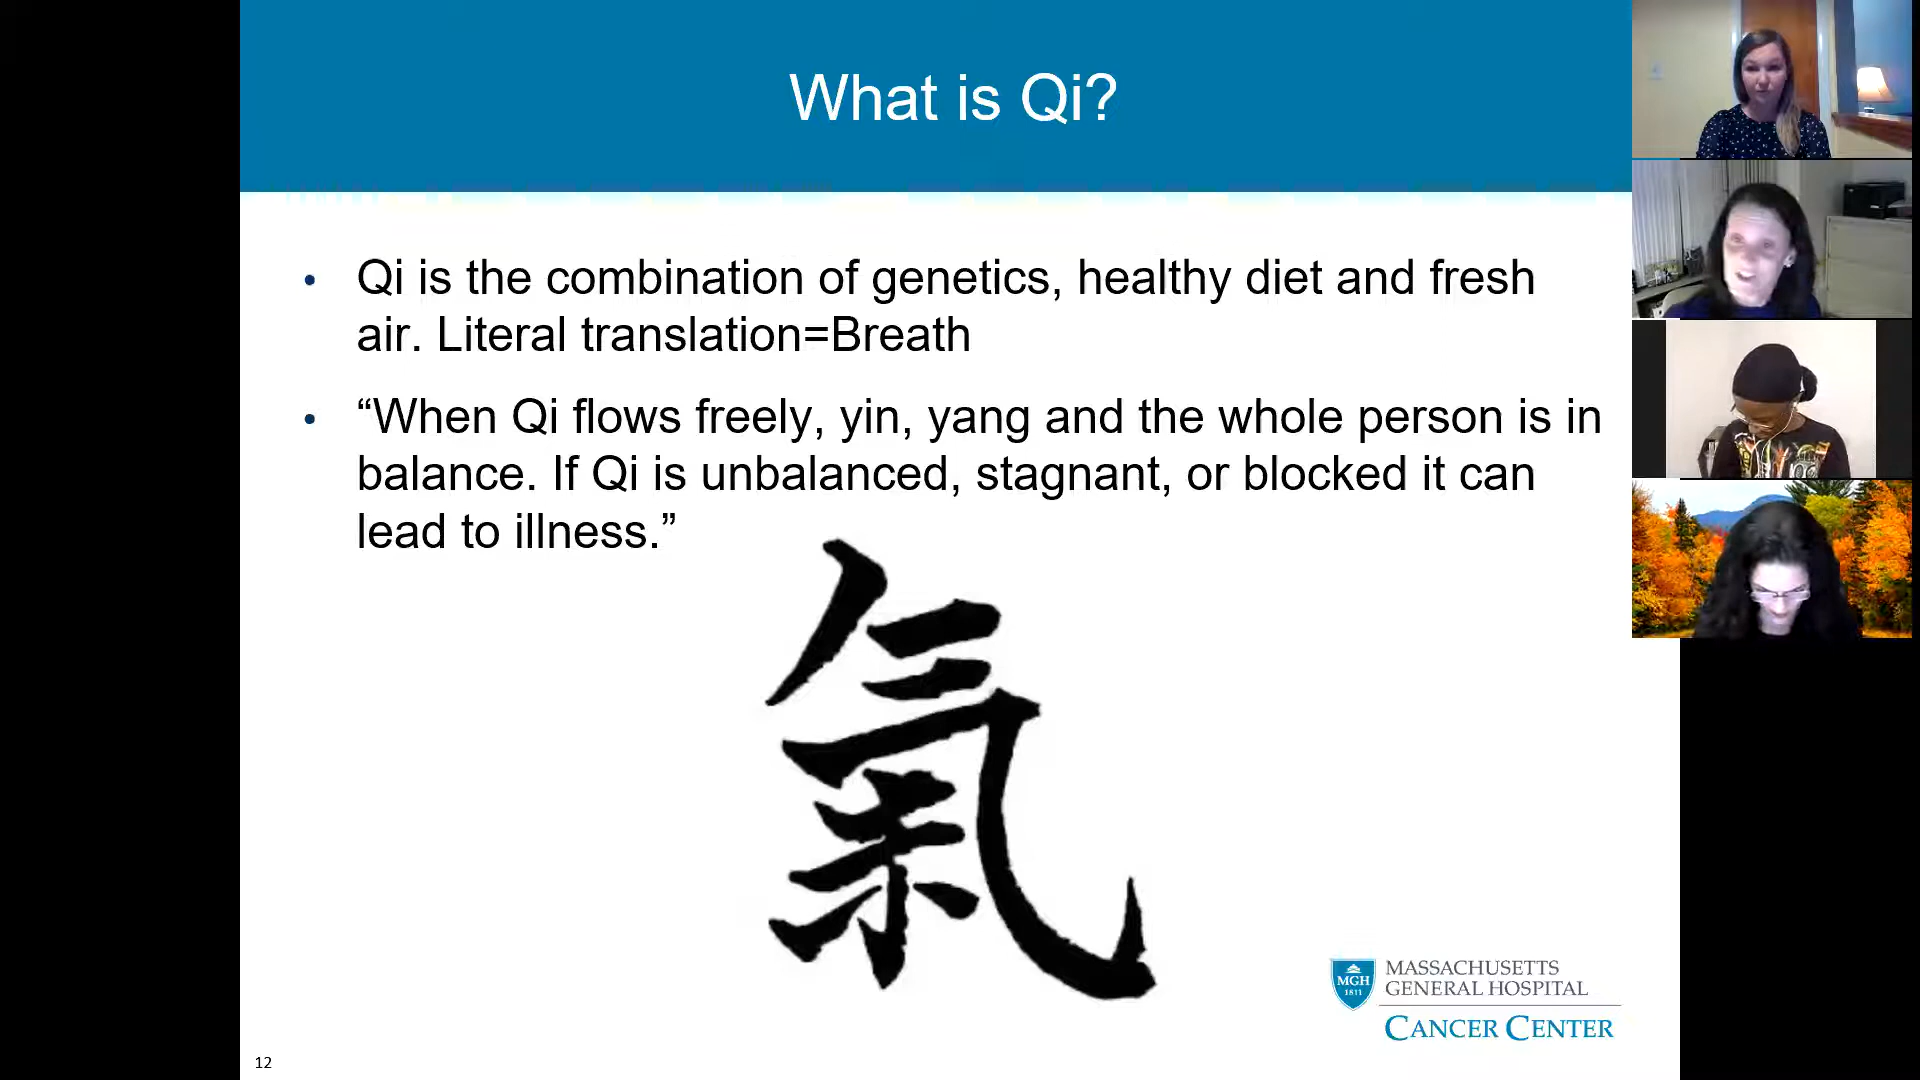 What is Qi?
• Qi is the combination of genetics, healthy diet and fresh
air. Literal translation=Breath
• “When Qi flows freely, yin, yang and the whole person is in
balance. If Qi is unbalanced, stagnant, or blocked it can
lead to illness.”
氣
MGH
1811
MASSACHUSETTS
GENERAL HOSPITAL
CANCER CENTER
12